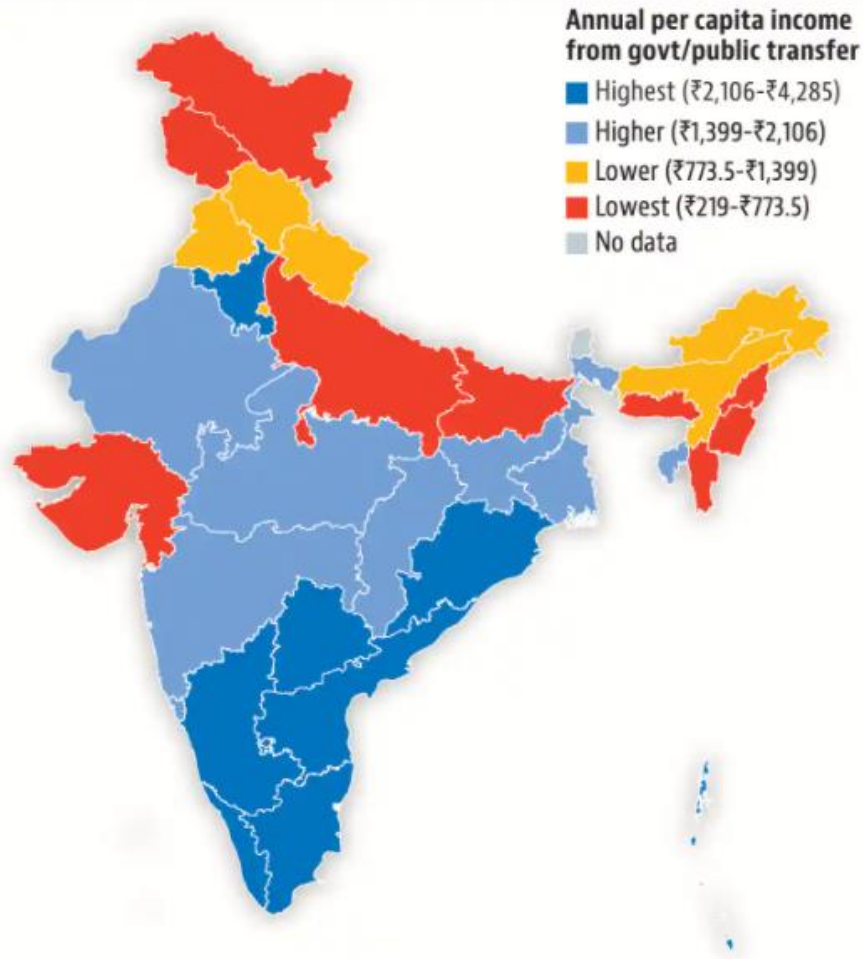 Annual per capita income
from govt/public transfer
Highest (₹2,106-₹4,285)
Higher (₹1,399-₹2,106)
Lower (₹773.5-₹1,399)
Lowest (₹219-₹773.5)
No data